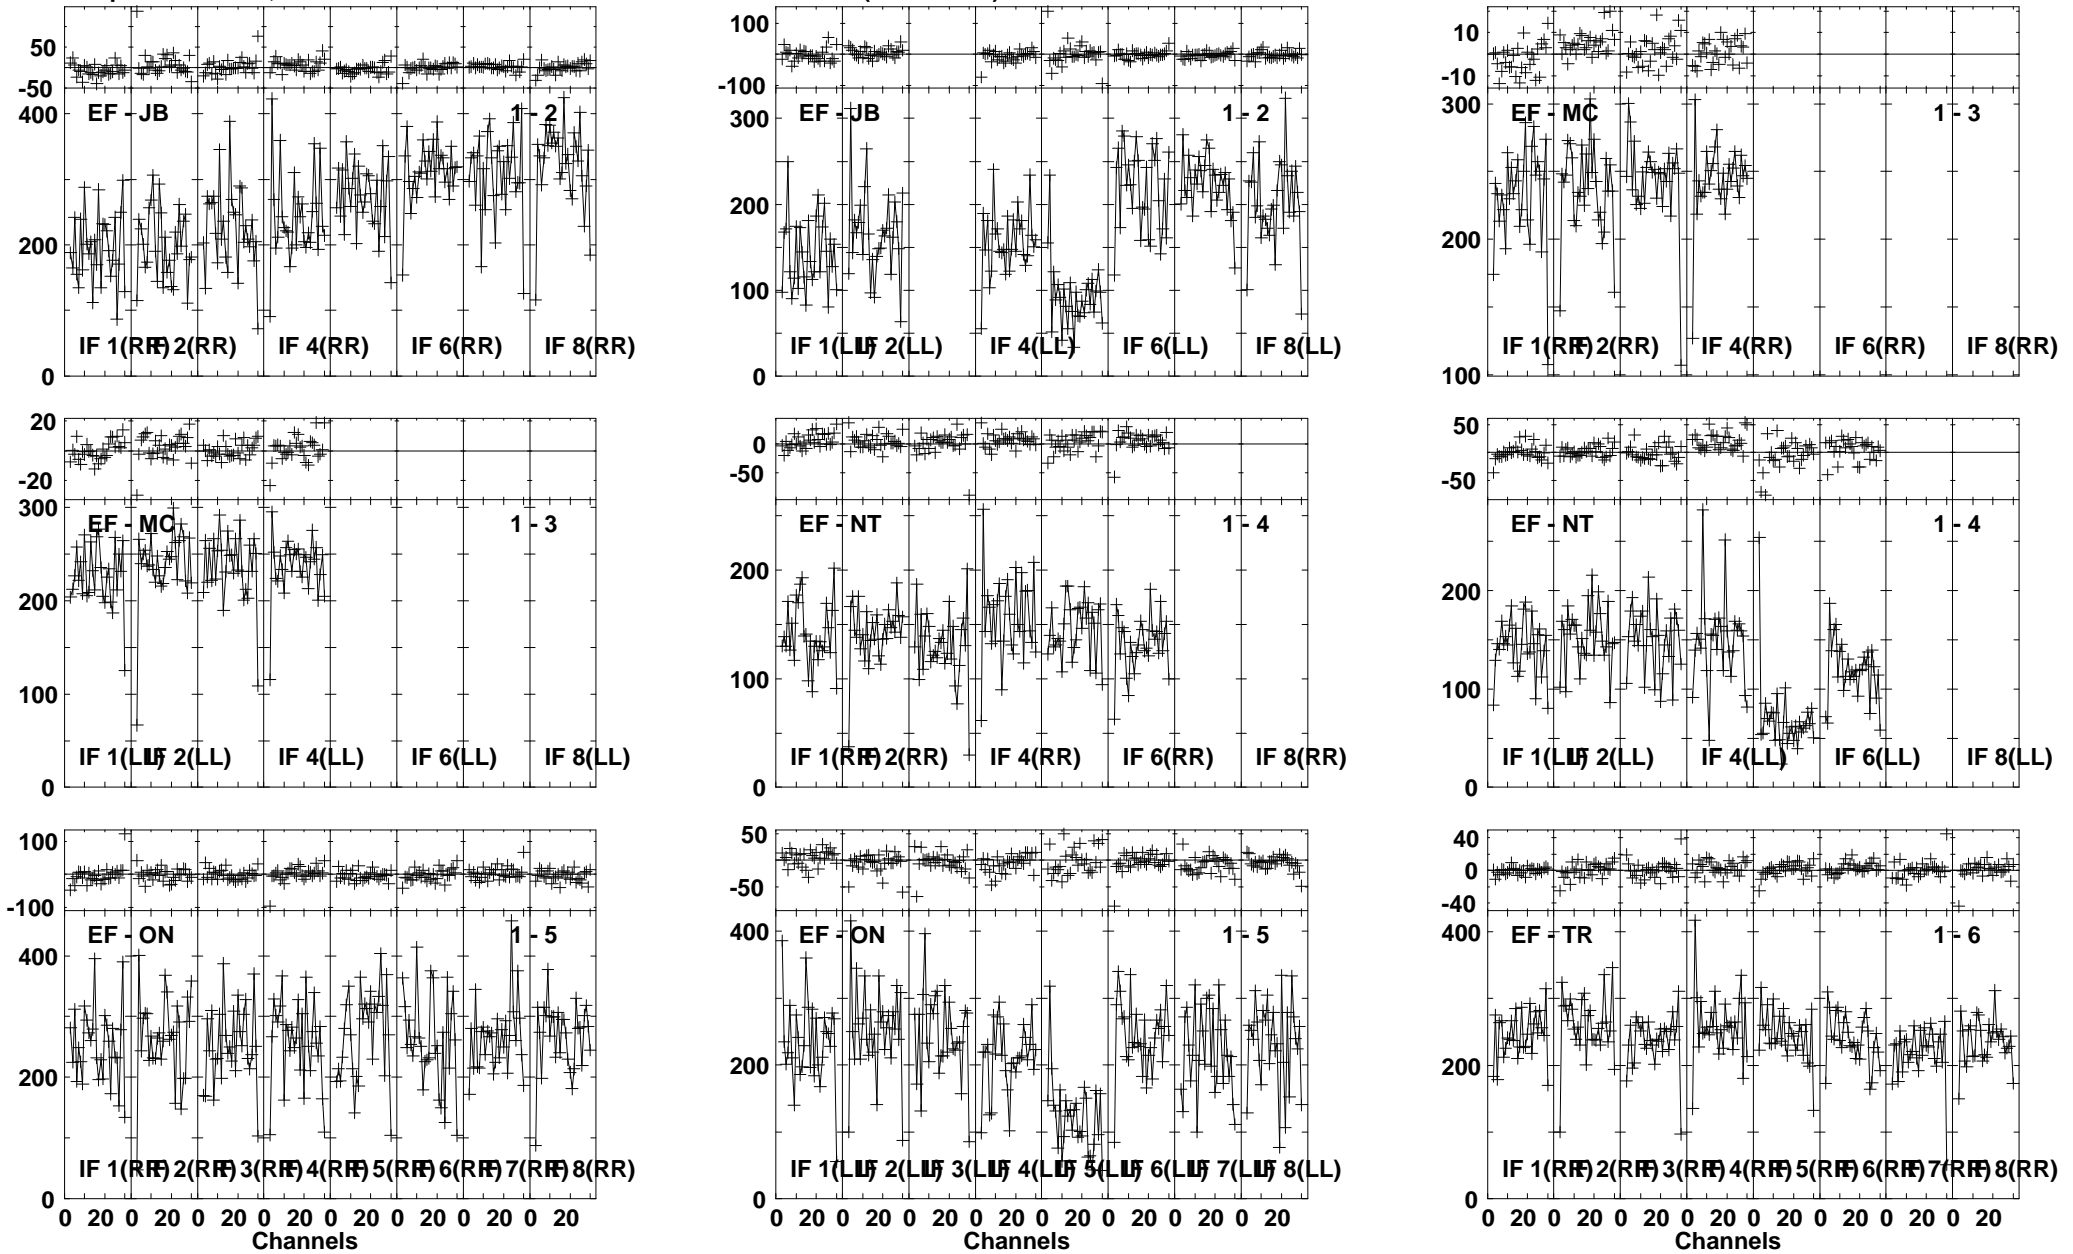 100 10
50 0
-50 -100 -10
400 EF - JB 1 - 2 300 EF - JB 1 - 2 300 EF - MC 1 - 3
200 200 200
100
IF 1(RR) IF 2(RR) IF 4(RR) IF 6(RR) IF 8(RR) IF 1(LL) IF 2(LL) IF 4(LL) IF 6(LL) IF 8(LL) IF 1(RR) IF 2(RR) IF 4(RR) IF 6(RR) IF 8(RR)
0 0 100
20 0 50
-20 -50 -50
300 EF - MC 1 - 3 EF - NT 1 - 4 EF - NT 1 - 4
200 200 200
100 100 100
IF 1(LL) IF 2(LL) IF 4(LL) IF 6(LL) IF 8(LL) IF 1(RR) IF 2(RR) IF 4(RR) IF 6(RR) IF 8(RR) IF 1(LL) IF 2(LL) IF 4(LL) IF 6(LL) IF 8(LL)
0 0 0
100 50 40
0
-100 -50 -40
400 EF - ON 1 - 5 400 EF - ON 1 - 5 400 EF - TR 1 - 6
200 200 200
IF 1(RR) IF 2(RR) IF 3(RR) IF 4(RR) IF 5(RR) IF 6(RR) IF 7(RR) IF 8(RR) IF 1(LL) IF 2(LL) IF 3(LL) IF 4(LL) IF 5(LL) IF 6(LL) IF 7(LL) IF 8(LL) IF 1(RR) IF 2(RR) IF 3(RR) IF 4(RR) IF 5(RR) IF 6(RR) IF 7(RR) IF 8(RR)
0 0 0
0 20 0 20 0 20 0 20 0 20 0 20 0 20 0 20 0 20 0 20 0 20 0 20 0 20 0 20 0 20 0 20 0 20 0 20 0 20 0 20 0 20 0 20 0 20 0 20
Channels Channels Channels